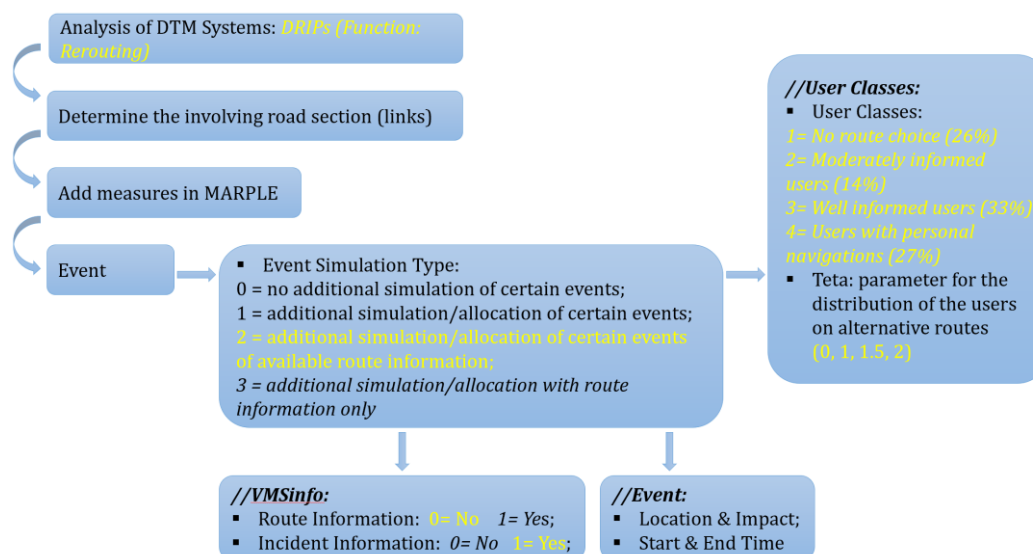 Analysis of DTM Systems: DRIPs (Function:
Rerouting)
Determine the involving road section (links)
Add measures in MARPLE
Event
▪ Event Simulation Type:
0 = no additional simulation of certain events;
1 = additional simulation/allocation of certain events;
2 = additional simulation/allocation of certain events
of available route information;
3 = additional simulation/allocation with route
information only
//User Classes:
▪ User Classes:
1= No route choice (26%)
2= Moderately informed
users (14%)
3= Well informed users (33%)
4= Users with personal
navigations (27%)
▪ Teta: parameter for the
distribution of the users
on alternative routes
(0, 1, 1.5, 2)
//VMSinfo:
▪ Route Information: 0= No 1= Yes;
▪ Incident Information: 0= No 1= Yes;
//Event:
▪ Location & Impact;
▪ Start & End Time